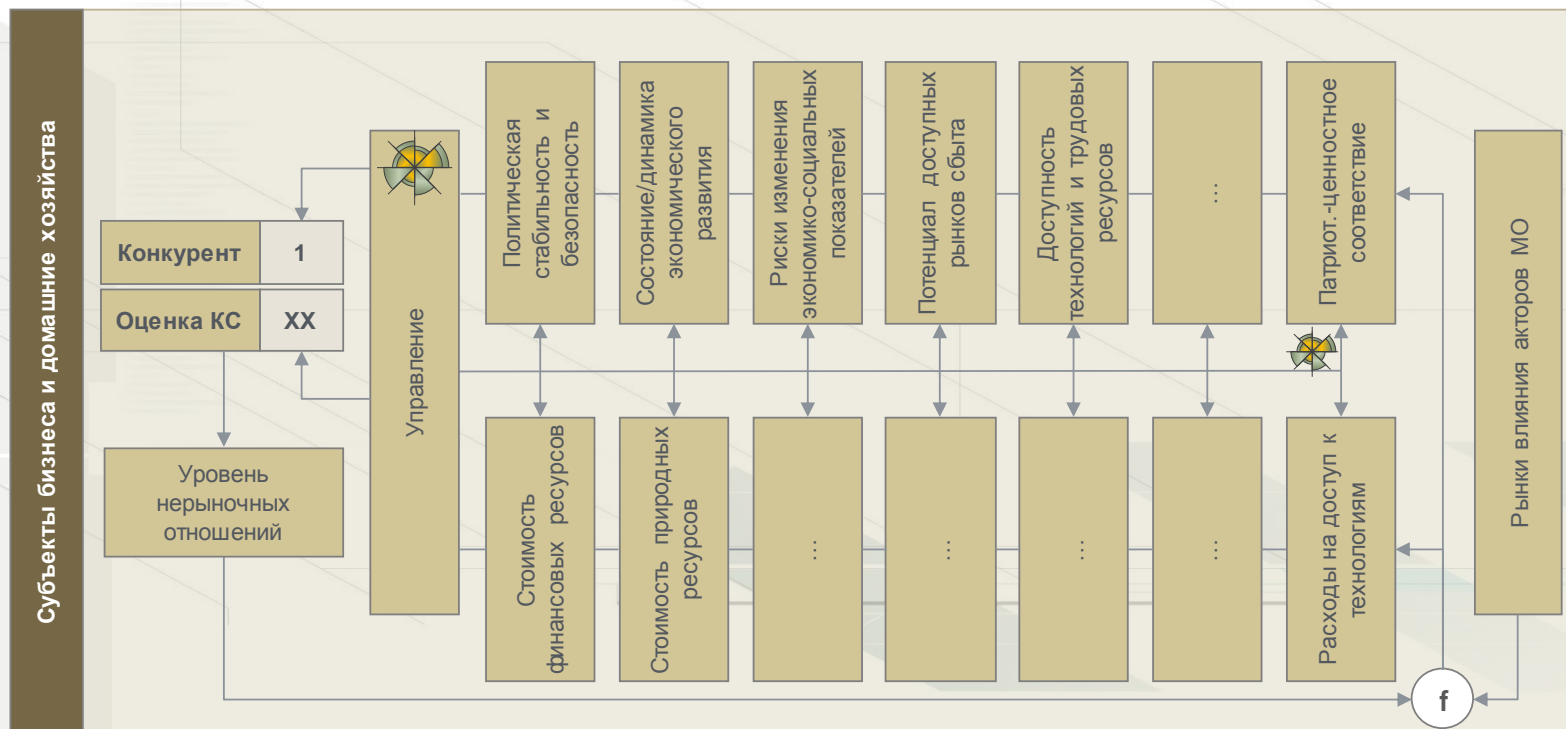 Субъекты бизнеса и домашние хозяйства
Конкурент
1
Оценка КС
XX
Уровень
нерыночных
отношений
Управление
Политическая
стабильность и
безопасность
Состояние/динамика
экономического
развития
Риски изменения
экономико-социальных
показателей
Потенциал доступных
рынков сбыта
Доступность
технологий и трудовых
ресурсов
...
Патриот.-ценностное
соответствие
Стоимость
финансовых ресурсов
Стоимость природных
ресурсов
...
...
...
...
Расходы на доступ к
технологиям
Рынки влияния акторов МО
f